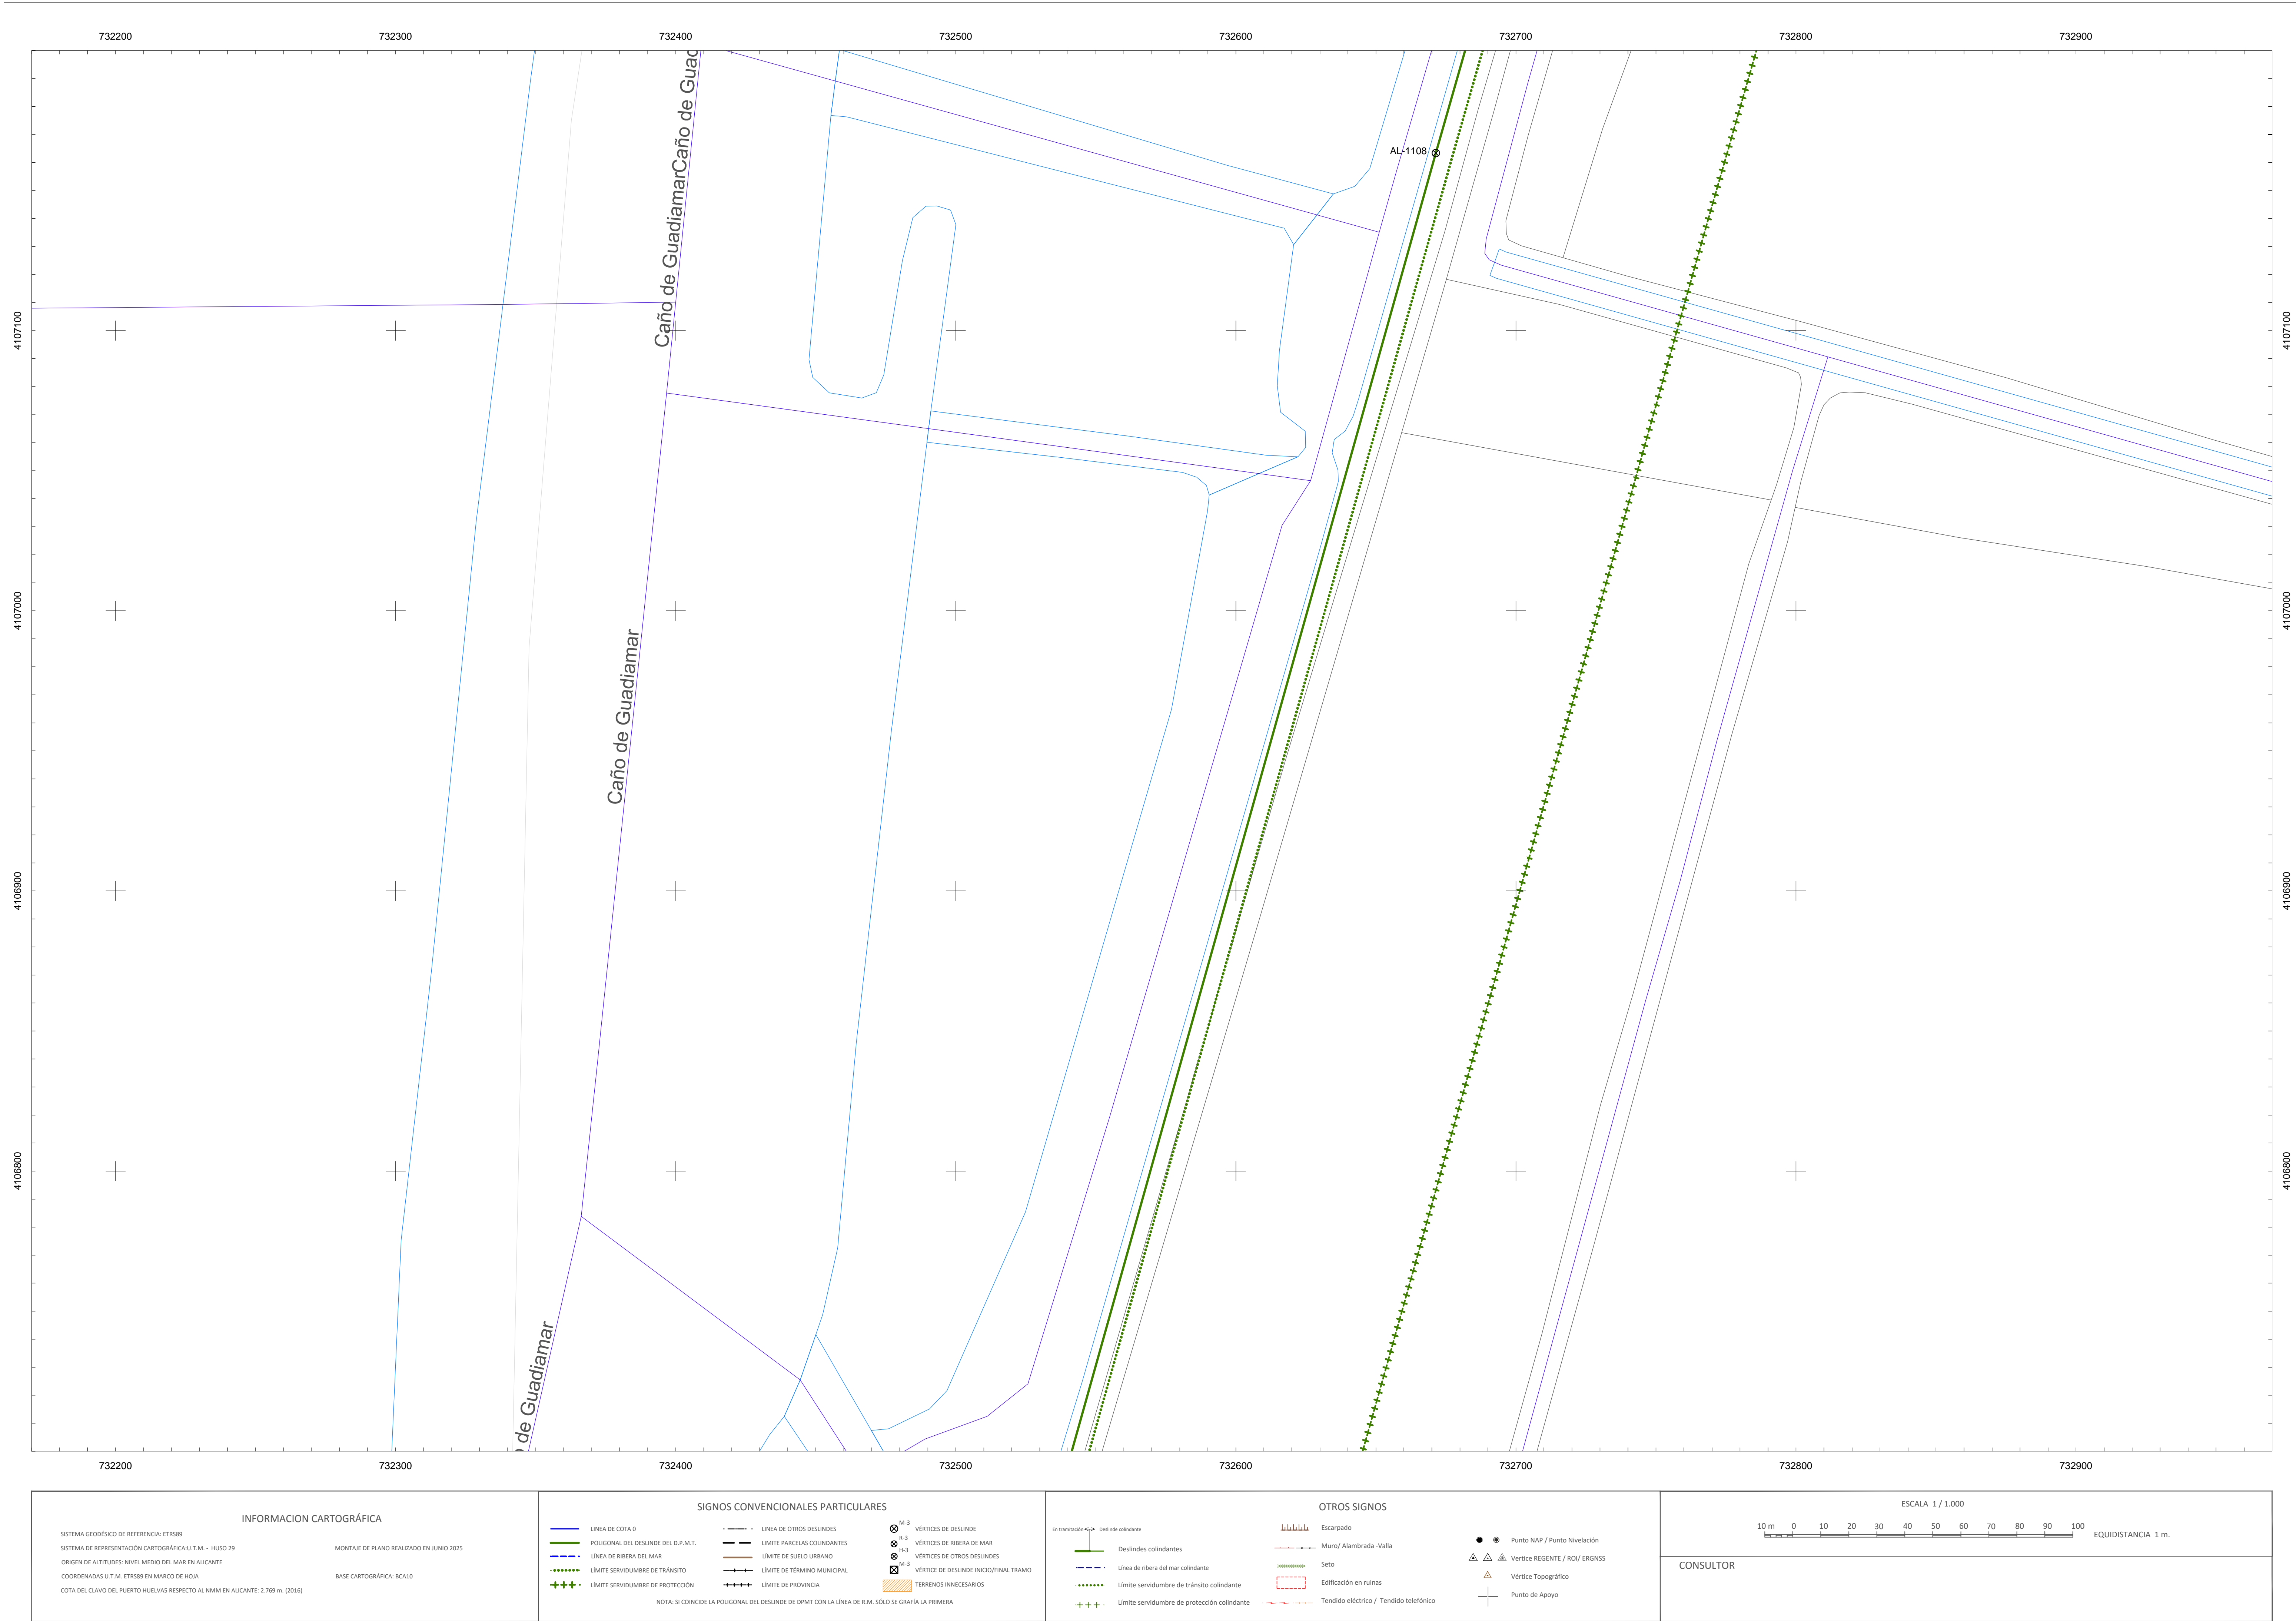 732200 732300 732400 732500 732600 732700 732800 732900
Caño de Guad
Caño de Guadiamar
AL-1108
4107100 4107100
4107000 4107000
Caño de Guadiamar
4106900 4106900
4106800 4106800
de Guadiamar
732200 732300 732400 732500 732600 732700 732800 732900
INFORMACION CARTOGRÁFICA
SISTEMA GEODÉSICO DE REFERENCIA: ETRS89
SISTEMA DE REPRESENTACIÓN CARTOGRÁFICA:U.T.M. - HUSO 29
MONTAJE DE PLANO REALIZADO EN JUNIO 2025
ORIGEN DE ALTITUDES: NIVEL MEDIO DEL MAR EN ALICANTE
COORDENADAS U.T.M. ETRS89 EN MARCO DE HOJA
BASE CARTOGRÁFICA: BCA10
COTA DEL CLAVO DEL PUERTO HUELVAS RESPECTO AL NMM EN ALICANTE: 2.769 m. (2016)
SIGNOS CONVENCIONALES PARTICULARES
LINEA DE COTA 0
POLIGONAL DEL DESLINDE DEL D.P.M.T.
LÍNEA DE RIBERA DEL MAR
LÍMITE SERVIDUMBRE DE TRÁNSITO
LÍMITE SERVIDUMBRE DE PROTECCIÓN
LINEA DE OTROS DESLINDES
LIMITE PARCELAS COLINDANTES
LÍMITE DE SUELO URBANO
LÍMITE DE TÉRMINO MUNICIPAL
LÍMITE DE PROVINCIA
M-3
VÉRTICES DE DESLINDE
R-3
VÉRTICES DE RIBERA DE MAR
H-3
VÉRTICES DE OTROS DESLINDES
M-3
VÉRTICE DE DESLINDE INICIO/FINAL TRAMO
TERRENOS INNECESARIOS
NOTA: SI COINCIDE LA POLIGONAL DEL DESLINDE DE DPMT CON LA LÍNEA DE R.M. SÓLO SE GRAFÍA LA PRIMERA
OTROS SIGNOS
En tramitación Deslinde colindante
Deslindes colindantes
Línea de ribera del mar colindante
Límite servidumbre de tránsito colindante
Límite servidumbre de protección colindante
Escarpado
Muro/ Alambrada -Valla
Seto
Edificación en ruinas
Tendido eléctrico / Tendido telefónico
Punto NAP / Punto Nivelación
Vertice REGENTE / ROI/ ERGNSS
Vértice Topográfico
Punto de Apoyo
ESCALA 1 / 1.000
10 m 0 10 20 30 40 50 60 70 80 90 100
EQUIDISTANCIA 1 m.
CONSULTOR